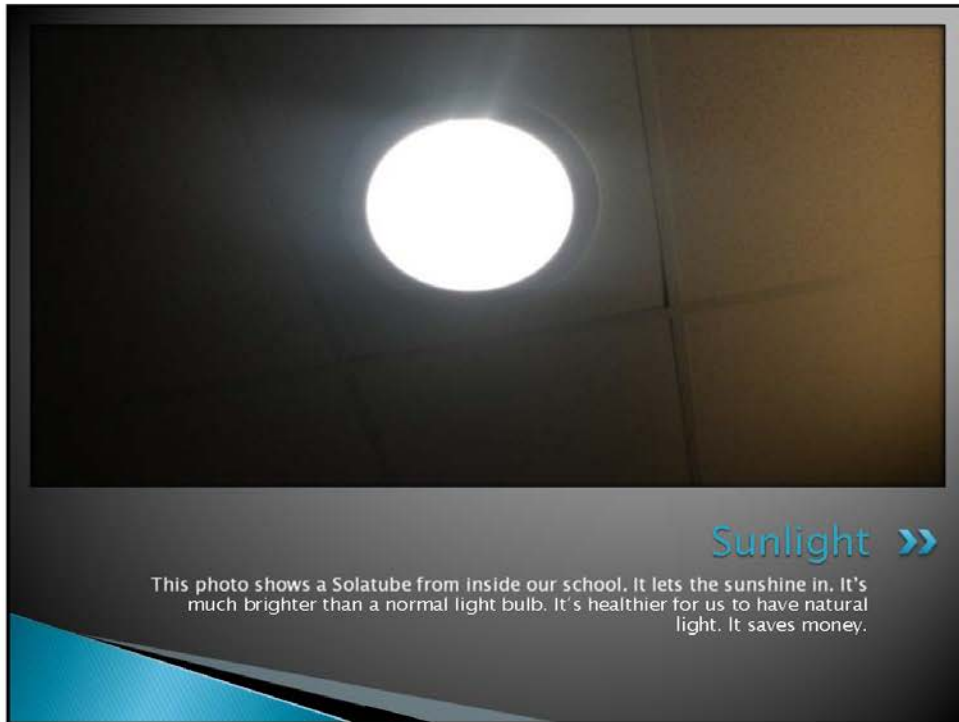 Sunlight
This photo shows a Solatube from inside our school. It lets the sunshine in. It's
much brighter than a normal light bulb. It's healthier for us to have natural
light. It saves money.